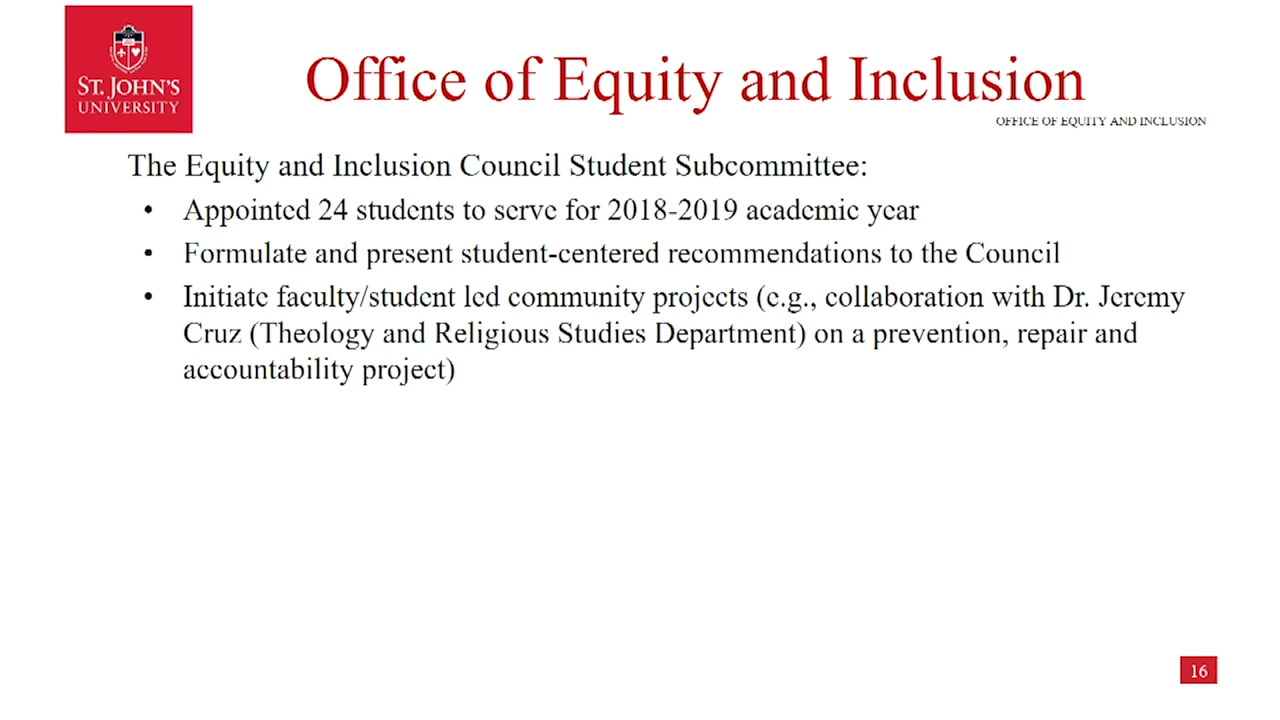 ST. JOHN'S
UNIVERSITY
Office of Equity and Inclusion
OFFICE OF EQUITY AND INCLUSION
The Equity and Inclusion Council Student Subcommittee:
• Appointed 24 students to serve for 2018-2019 academic year
• Formulate and present student-centered recommendations to the Council
• Initiate faculty/student led community projects (e.g., collaboration with Dr. Jeremy
Cruz (Theology and Religious Studies Department) on a prevention, repair and
accountability project)
16